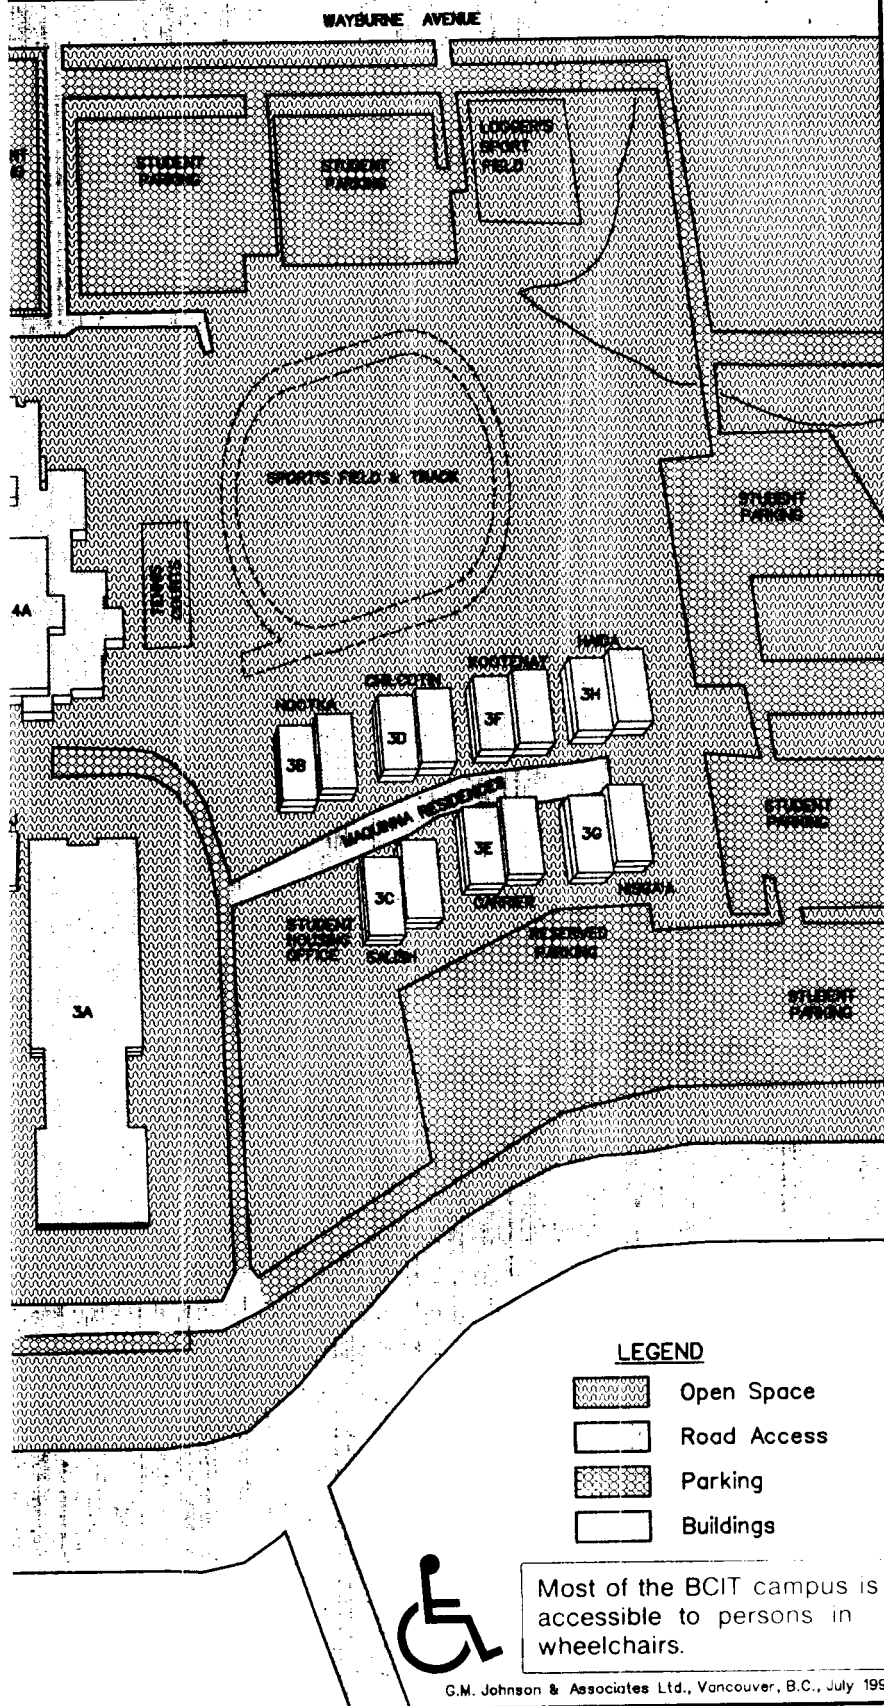 WAYBURNE AVENUE
LOGGER'S
SPORT
FIELD
STUDENT
PARKING
STUDENT
PARKING
SPORT'S FIELD & TRACK
STUDENT
PARKING
TENNIS
COURTS
4A
HAIDA
KOOTENAY
CHILCOTIN
NOOTKA
3H
3F
3D
3B
MAQUINNA RESIDENCES
STUDENT
PARKING
3G
3E
3C
NISGA'A
CARRIER
SALISH
STUDENT
HOUSING
OFFICE
RESERVED
PARKING
STUDENT
PARKING
3A
LEGEND
Open Space
Road Access
Parking
Buildings
Most of the BCIT campus is
accessible to persons in
wheelchairs.
G.M. Johnson & Associates Ltd., Vancouver, B.C., July 199